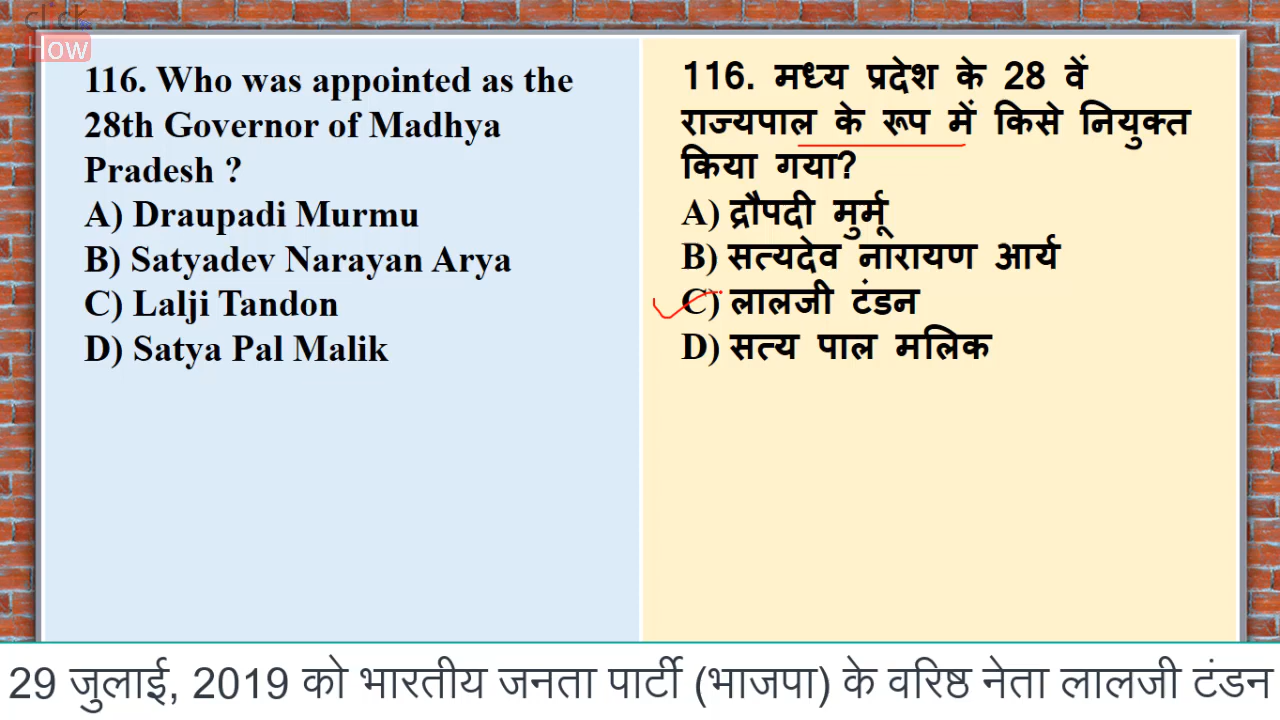 click
How
116. Who was appointed as the
28th Governor of Madhya
Pradesh ?
A) Draupadi Murmu
B) Satyadev Narayan Arya
C) Lalji Tandon
D) Satya Pal Malik
116. मध्य प्रदेश के 28 वें
राज्यपाल के रूप में किसे नियुक्त
किया गया?
A) द्रौपदी मुर्मू
B) सत्यदेव नारायण आर्य
C) लालजी टंडन
D) सत्य पाल मलिक
29 जुलाई, 2019 को भारतीय जनता पार्टी (भाजपा) के वरिष्ठ नेता लालजी टंडन